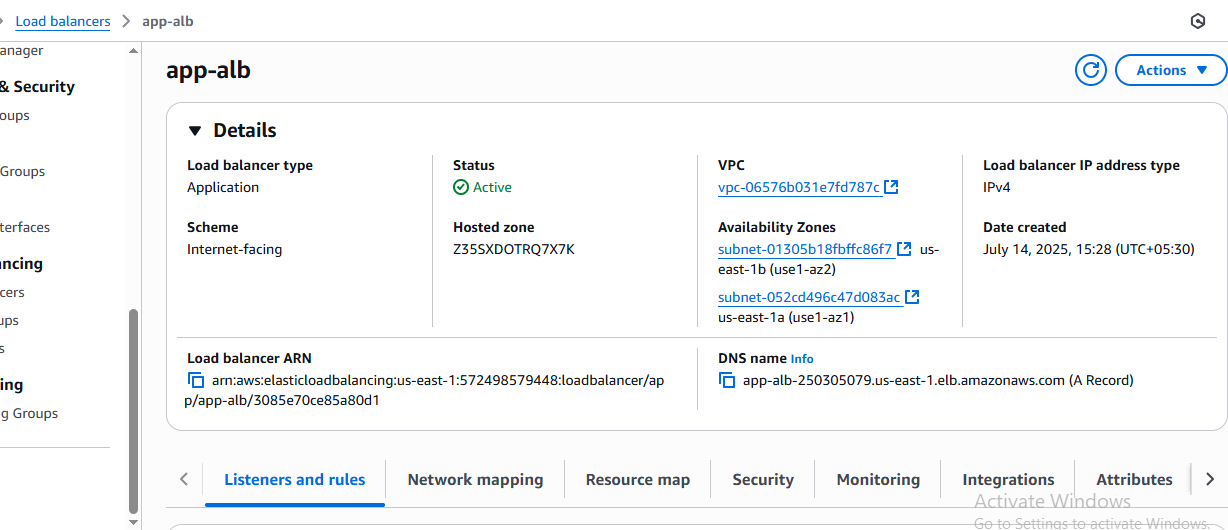 Load balancers > app-alb
anager
& Security
oups
Groups
terfaces
ancing
cers
ups
s
ing
g Groups
app-alb
Actions
Details
Load balancer type
Application
Status
Active
VPC
vpc-06576b031e7fd787c
Load balancer IP address type
IPv4
Scheme
Internet-facing
Hosted zone
Z35SXDOTRQ7X7K
Availability Zones
subnet-01305b18fbffc86f7 us-
east-1b (use1-az2)
subnet-052cd496c47d083ac
us-east-1a (use1-az1)
Date created
July 14, 2025, 15:28 (UTC+05:30)
Load balancer ARN
arn:aws:elasticloadbalancing:us-east-1:572498579448:loadbalancer/ap
p/app-alb/3085e70ce85a80d1
DNS name Info
app-alb-250305079.us-east-1.elb.amazonaws.com (A Record)
Listeners and rules
Network mapping
Resource map
Security
Monitoring
Integrations
Attributes
Activate Windows
Go to Settings to activate Windows.